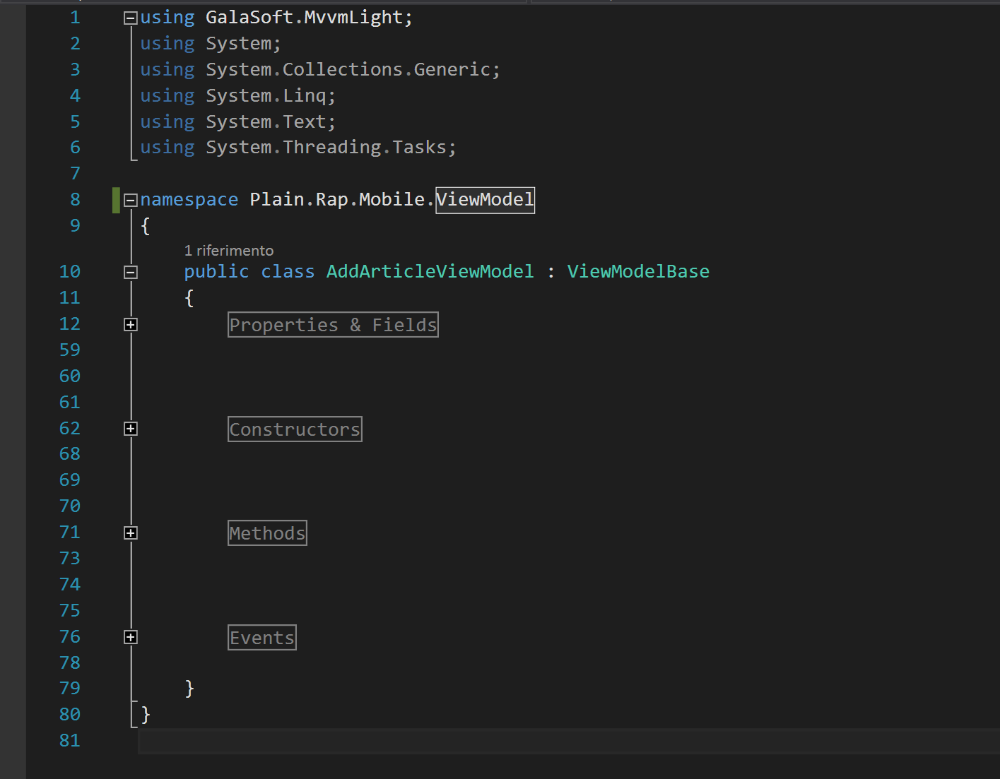 1 using GalaSoft.MvvmLight;
2 using System;
3 using System.Collections.Generic;
4 using System.Linq;
5 using System.Text;
6 using System.Threading.Tasks;
7
8 namespace Plain.Rap.Mobile.ViewModel
9 {
1 riferimento
10 public class AddArticleViewModel : ViewModelBase
11 {
12 Properties & Fields
59
60
61
62 Constructors
68
69
70
71 Methods
73
74
75
76 Events
78
79 }
80 }
81